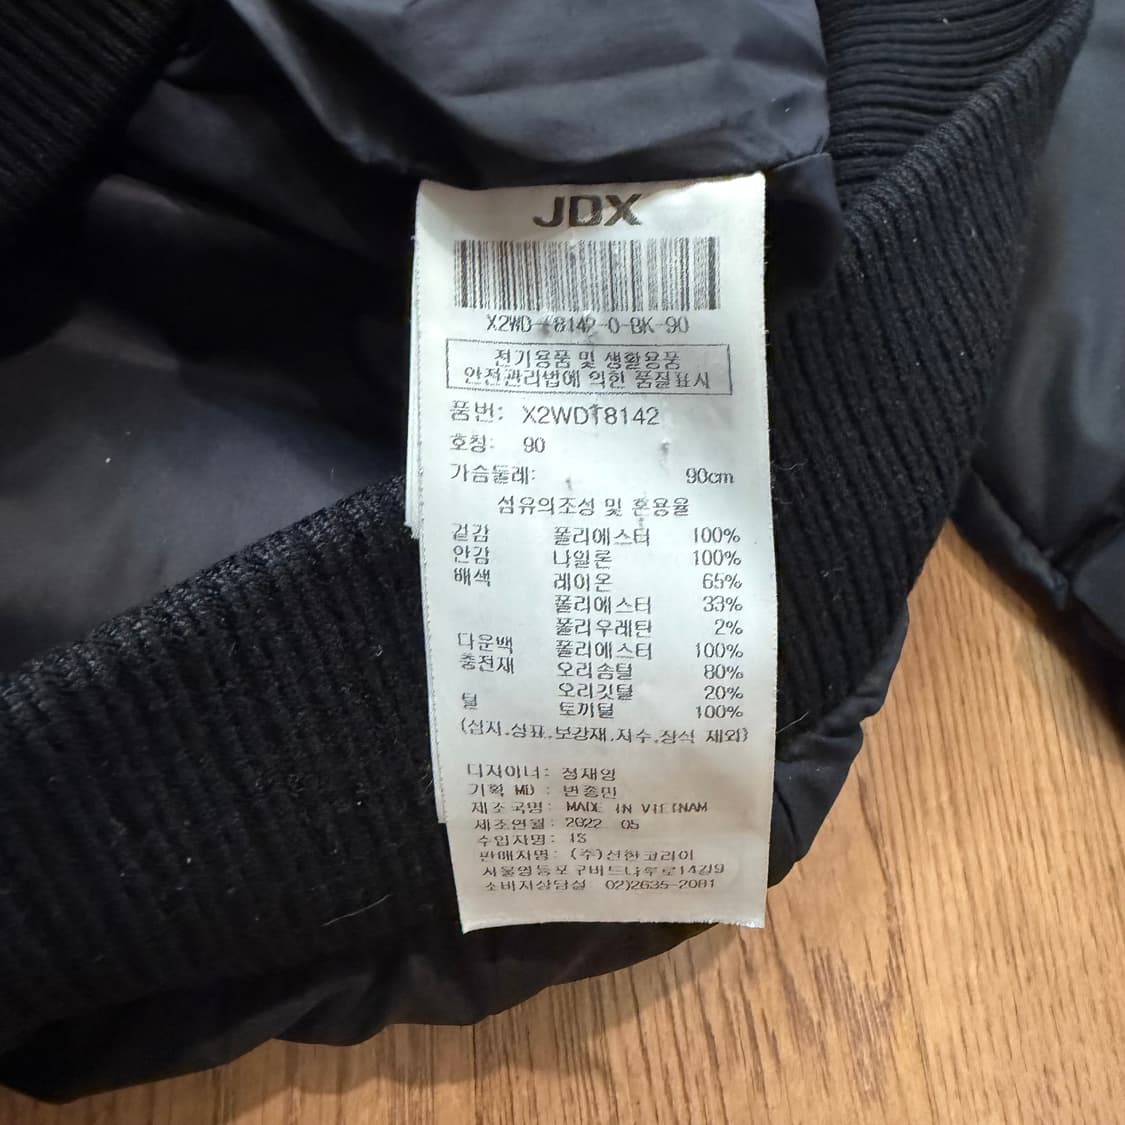 JDX
X2WD 8142-0-BK-90
전기용품 및 생활용품
안전관리법에 의한 품질표시
품번: X2WDT8142
호칭: 90
가슴둘레: 90cm
섬유의조성 및 혼용율
겉감 폴리에스터 100%
안감 나일론 100%
배색 레이온 65%
폴리에스터 33%
폴리우레탄 2%
다운백 폴리에스터 100%
충전재 오리솜털 80%
오리깃털 20%
털 토끼털 100%
(심지,상표,보강재,자수,장식 제외)
디자이너: 정재영
기획 MD : 변종민
제조국명: MADE IN VIETNAM
제조연월: 2022 05
수입자명: IS
판매자명: (주)신한코리아
서울영등포구버드나루로14길9
소비자상담실 02)2635-2081